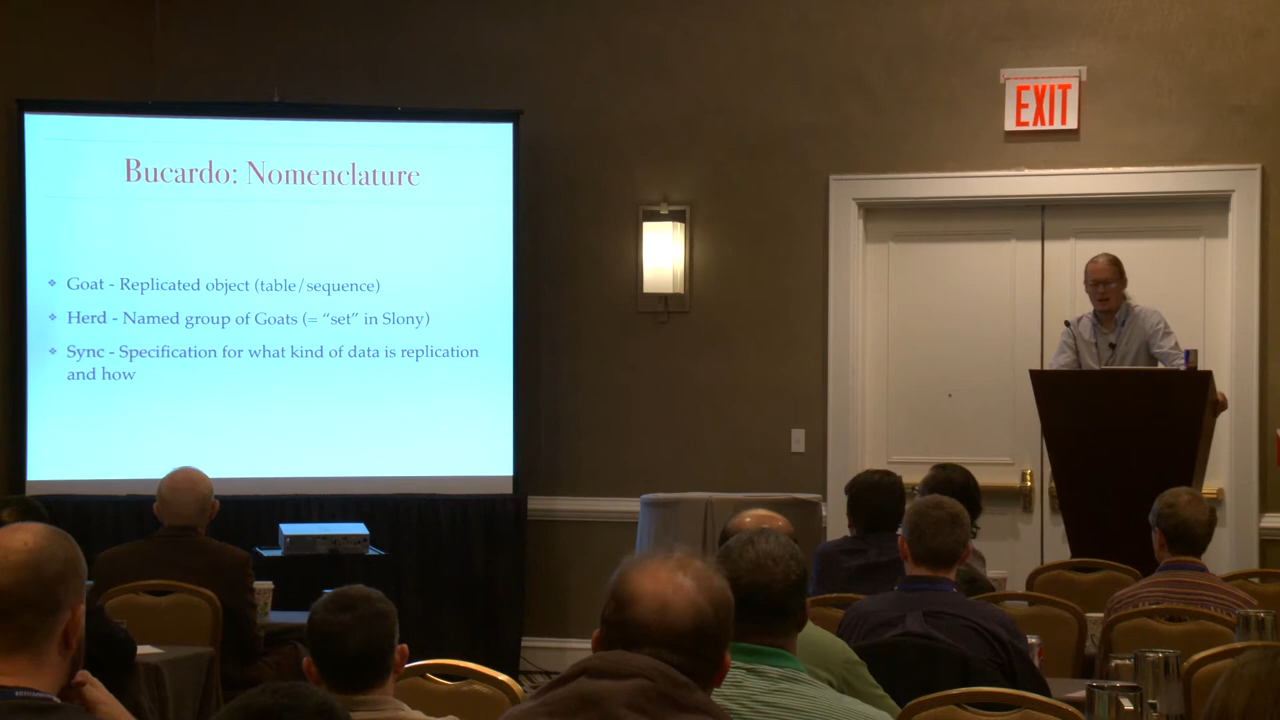 EXIT
Bucardo: Nomenclature
Goat - Replicated object (table/sequence)
Herd - Named group of Goats (= “set” in Slony)
Sync - Specification for what kind of data is replication
and how